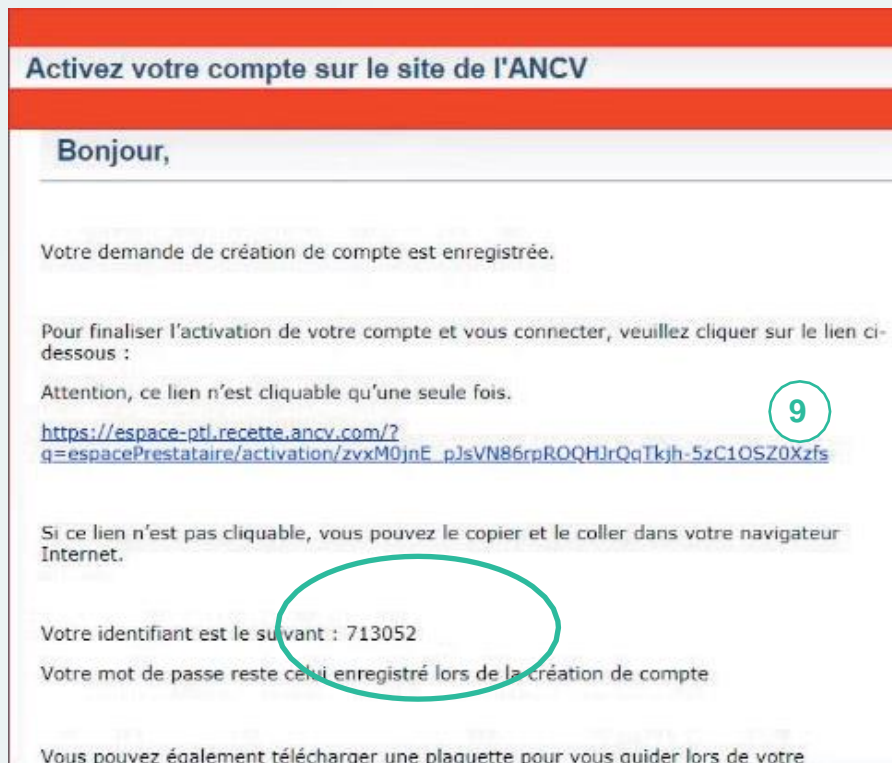 Activez votre compte sur le site de l'ANCV
Bonjour,
Votre demande de création de compte est enregistrée.
Pour finaliser l'activation de votre compte et vous connecter, veuillez cliquer sur le lien ci-
dessous :
Attention, ce lien n'est cliquable qu'une seule fois.
9
https://espace-ptl.recette.ancv.com/?
q=espacePrestataire/activation/zvxM0jnE_pJsVN86rpROQHJrQqTkjh-5zC1OSZ0Xzfs
Si ce lien n'est pas cliquable, vous pouvez le copier et le coller dans votre navigateur
Internet.
Votre identifiant est le suivant : 713052
Votre mot de passe reste celui enregistré lors de la création de compte
Vous pouvez également télécharger une plaquette pour vous guider lors de votre